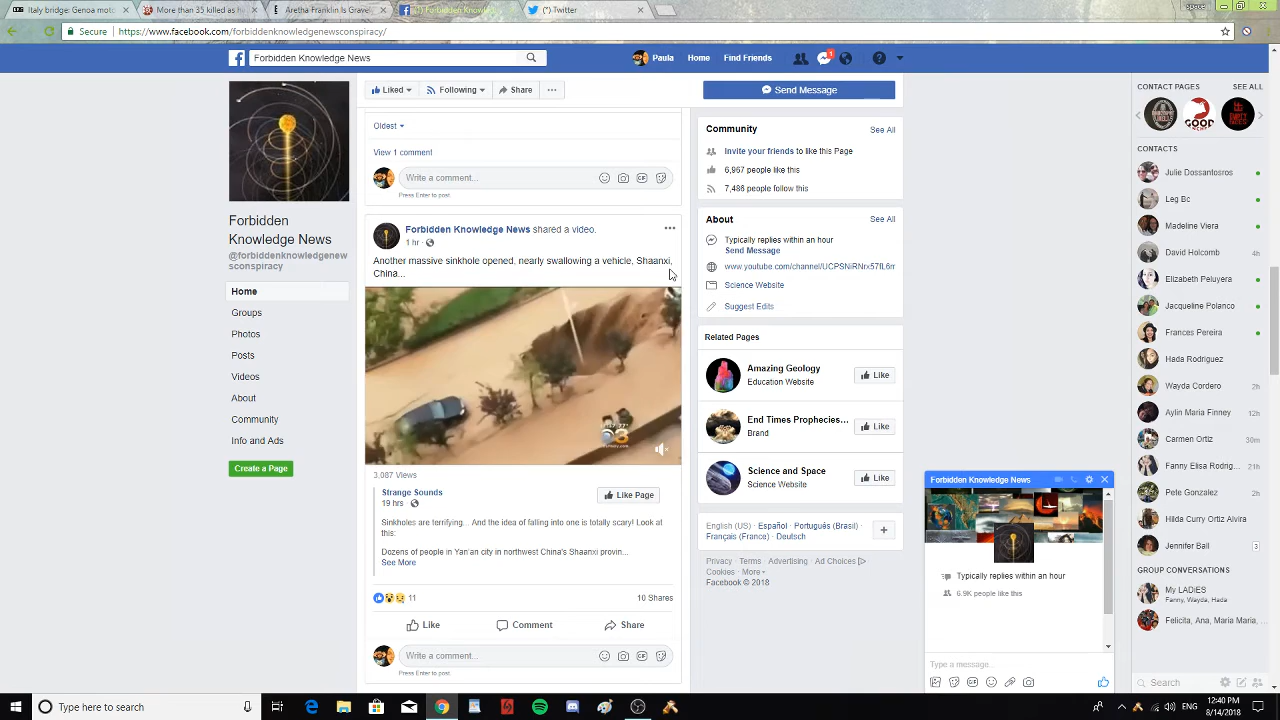 Italy bridge: Genoa mot
More than 35 killed as h
Aretha Franklin Is Gravel
(1) Forbidden Knowled
(*) Twitter
Secure
https://www.facebook.com/forbiddenknowledgenewsconspiracy/
Forbidden Knowledge News
Paula
Home
Find Friends
1
Liked
Following
Share
Send Message
Forbidden
Knowledge News
@forbiddenknowledgenew
sconspiracy
Home
Groups
Photos
Posts
Videos
About
Community
Info and Ads
Create a Page
Oldest
View 1 comment
Write a comment...
Press Enter to post.
Forbidden Knowledge News shared a video.
1 hr
Another massive sinkhole opened, nearly swallowing a vehicle, Shaanxi,
China...
3,087 Views
Strange Sounds
19 hrs
Like Page
Sinkholes are terrifying... And the idea of falling into one is totally scary! Look at
this:
Dozens of people in Yan'an city in northwest China's Shaanxi provin...
See More
11
10 Shares
Like
Comment
Share
Write a comment...
Press Enter to post.
Community
See All
Invite your friends to like this Page
6,967 people like this
7,486 people follow this
About
See All
Typically replies within an hour
Send Message
www.youtube.com/channel/UCPSNiRNrx57fL6m
Science Website
Suggest Edits
Related Pages
Amazing Geology
Education Website
Like
End Times Prophecies...
Brand
Like
Science and Space
Science Website
Like
English (US) · Español · Português (Brasil) ·
Français (France) · Deutsch
Privacy · Terms · Advertising · Ad Choices
Cookies · More
Facebook © 2018
Forbidden Knowledge News
Typically replies within an hour
6.9K people like this
Type a message...
CONTACT PAGES
SEE ALL
CONTACTS
Julie Dossantosros
Leg Bc
Madeline Viera
David Holcomb
4h
Elizabeth Peluyera
Jacqueline Polanco
Frances Pereira
Hada Rodriguez
Wayda Cordero
2h
Aylin Maria Finney
12h
Carmen Ortiz
30m
Fanny Elisa Rodrig...
21h
Pete Gonzalez
2h
Hilda Curry Ortiz Alvira
Jennifer Ball
3
GROUP CONVERSATIONS
My LADIES
Fanny, Wayda, Hada
Felicita, Ana, Maria Maria, ...
Search
Type here to search
ENG
12:40 PM
8/14/2018